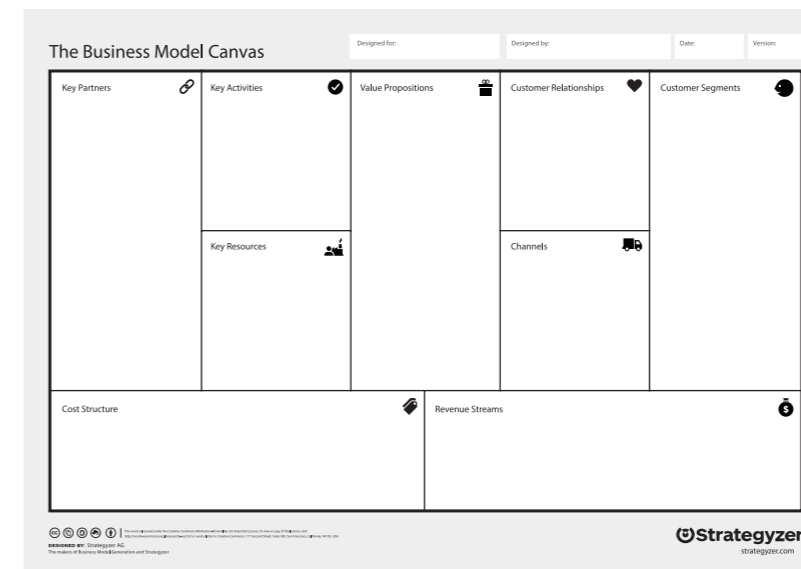 The Business Model Canvas
Designed for:
Designed by:
Date:
Version:
Key Partners
Key Activities
Value Propositions
Customer Relationships
Customer Segments
Key Resources
Channels
Cost Structure
Revenue Streams
$
cc
DESIGNED BY: Strategyzer AG
The makers of Business Model Generation and Strategyzer
Strategyzer
strategyzer.com